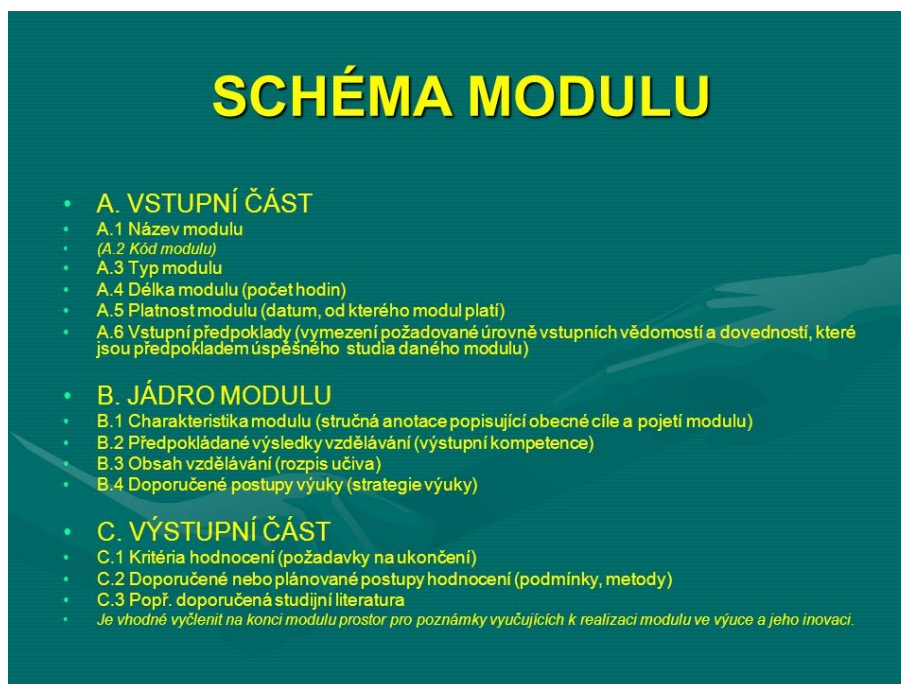 SCHÉMA MODULU
• A. VSTUPNÍ ČÁST
• A.1 Název modulu
• (A.2 Kód modulu)
• A.3 Typ modulu
• A.4 Délka modulu (počet hodin)
• A.5 Platnost modulu (datum, od kterého modul platí)
• A.6 Vstupní předpoklady (vymezení požadované úrovně vstupních vědomostí a dovedností, které
jsou předpokladem úspěšného studia daného modulu)
• B. JÁDRO MODULU
• B.1 Charakteristika modulu (stručná anotace popisující obecné cíle a pojetí modulu)
• B.2 Předpokládané výsledky vzdělávání (výstupní kompetence)
• B.3 Obsah vzdělávání (rozpis učiva)
• B.4 Doporučené postupy výuky (strategie výuky)
• C. VÝSTUPNÍ ČÁST
• C.1 Kritéria hodnocení (požadavky na ukončení)
• C.2 Doporučené nebo plánované postupy hodnocení (podmínky, metody)
• C.3 Popř. doporučená studijní literatura
• Je vhodné vyčlenit na konci modulu prostor pro poznámky vyučujících k realizaci modulu ve výuce a jeho inovaci.